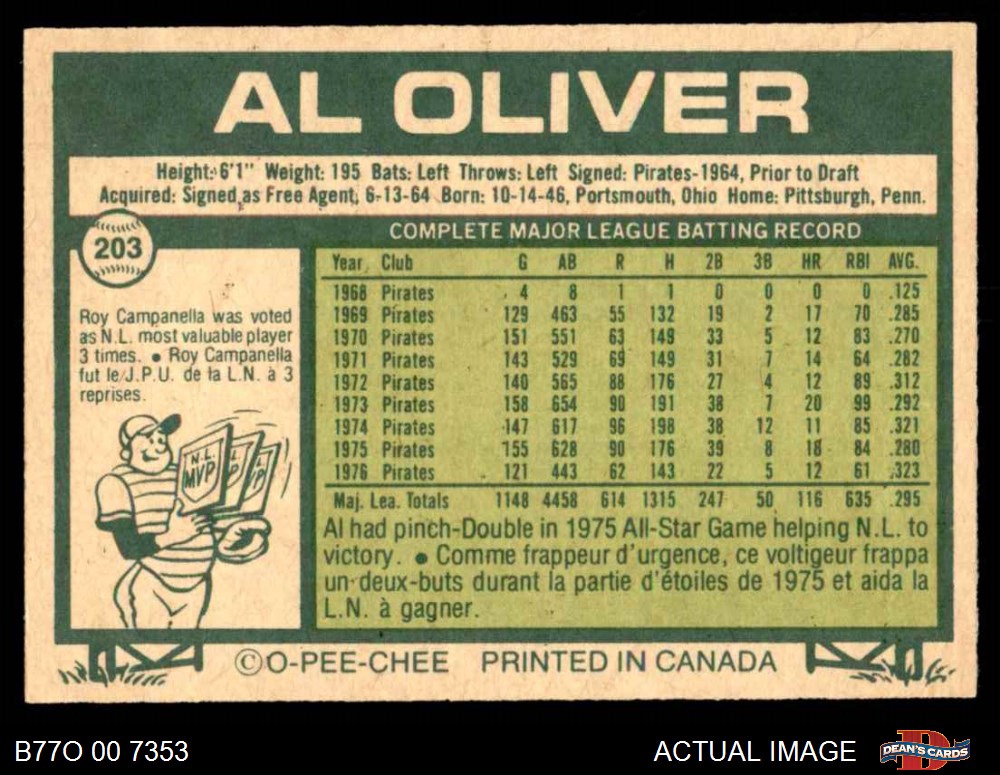 AL OLIVER
Height: 6'1" Weight: 195 Bats: Left Throws: Left Signed: Pirates-1964, Prior to Draft
Acquired: Signed as Free Agent, 6-13-64 Born: 10-14-46, Portsmouth, Ohio Home: Pittsburgh, Penn.
203
Roy Campanella was voted
as N.L. most valuable player
3 times. • Roy Campanella
fut le J.P.U. de la L.N. à 3
reprises.
N.L. MVP
COMPLETE MAJOR LEAGUE BATTING RECORD
Year Club G AB R H 2B 3B HR RBI AVG.
1968 Pirates 4 8 1 1 0 0 0 0 .125
1969 Pirates 129 463 55 132 19 2 17 70 .285
1970 Pirates 151 551 63 149 33 5 12 83 .270
1971 Pirates 143 529 69 149 31 7 14 64 .282
1972 Pirates 140 565 88 176 27 4 12 89 .312
1973 Pirates 158 654 90 191 38 7 20 99 .292
1974 Pirates 147 617 96 198 38 12 11 85 .321
1975 Pirates 155 628 90 176 39 8 18 84 .280
1976 Pirates 121 443 62 143 22 5 12 61 .323
Maj. Lea. Totals 1148 4458 614 1315 247 50 116 635 .295
Al had pinch-Double in 1975 All-Star Game helping N.L. to
victory. • Comme frappeur d'urgence, ce voltigeur frappa
un deux-buts durant la partie d'étoiles de 1975 et aida la
L.N. à gagner.
©O-PEE-CHEE PRINTED IN CANADA
B77O 00 7353
ACTUAL IMAGE
DEAN'S CARDS